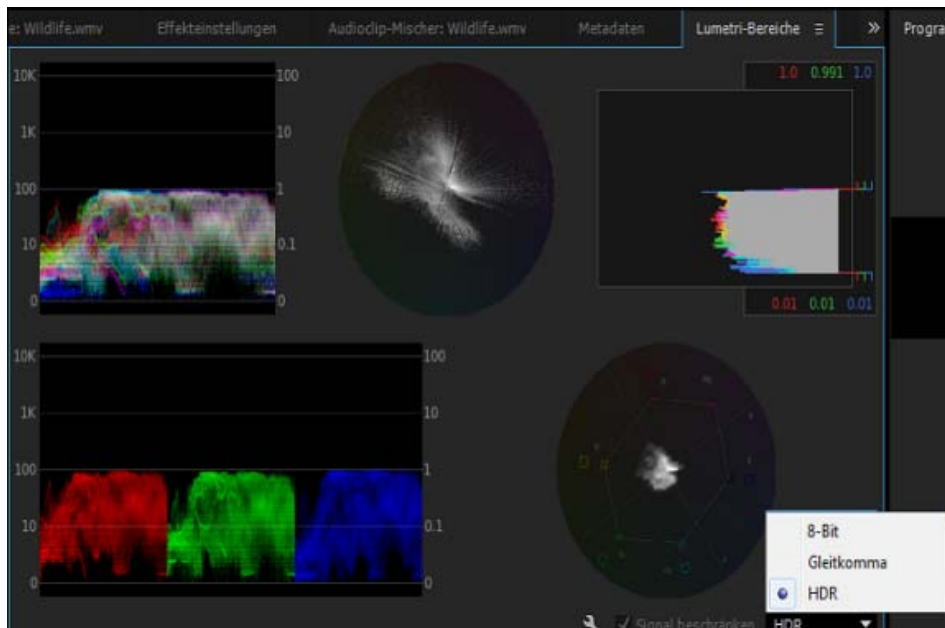 e: Wildlife.wmv Effekteinstellungen Audioclip-Mischer: Wildlife.wmv Metadaten Lumetri-Bereiche ≡ » Progra
10K 100 1.0 0.991 1.0
1K 10
100 1
10 0.1
0 0
0.01 0.01 0.01
10K 100
1K 10
100 1
10 0.1
0 0
8-Bit
Gleitkomma
HDR
Signal beschränken HDR